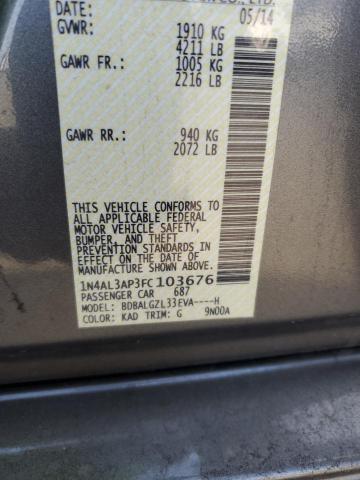 CO., LTD.
05/14
GVWR: 1910 KG
4211 LB
GAWR FR.: 1005 KG
2216 LB
GAWR RR.: 940 KG
2072 LB
THIS VEHICLE CONFORMS TO
ALL APPLICABLE FEDERAL
MOTOR VEHICLE SAFETY,
BUMPER, AND THEFT
PREVENTION STANDARDS IN
EFFECT ON THE DATE OF
MANUFACTURE SHOWN ABOVE.
1N4AL3AP3FC103676
PASSENGER CAR 687
MODEL: BDBALGZL33EVA----H
COLOR: KAD TRIM: G 9N00A